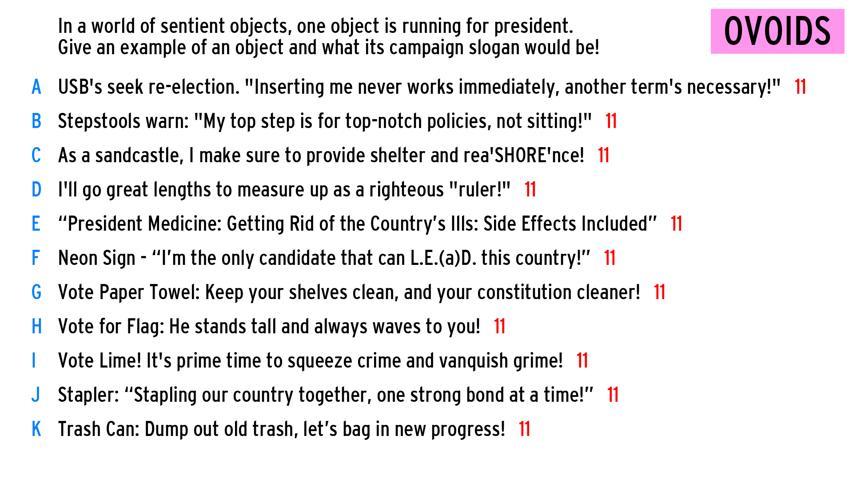 In a world of sentient objects, one object is running for president.
Give an example of an object and what its campaign slogan would be!
OVOIDS
A USB's seek re-election. "Inserting me never works immediately, another term's necessary!" 11
B Stepstools warn: "My top step is for top-notch policies, not sitting!" 11
C As a sandcastle, I make sure to provide shelter and rea'SHORE'nce! 11
D I'll go great lengths to measure up as a righteous "ruler!" 11
E “President Medicine: Getting Rid of the Country’s Ills: Side Effects Included” 11
F Neon Sign - “I’m the only candidate that can L.E.(a)D. this country!” 11
G Vote Paper Towel: Keep your shelves clean, and your constitution cleaner! 11
H Vote for Flag: He stands tall and always waves to you! 11
I Vote Lime! It's prime time to squeeze crime and vanquish grime! 11
J Stapler: “Stapling our country together, one strong bond at a time!” 11
K Trash Can: Dump out old trash, let’s bag in new progress! 11